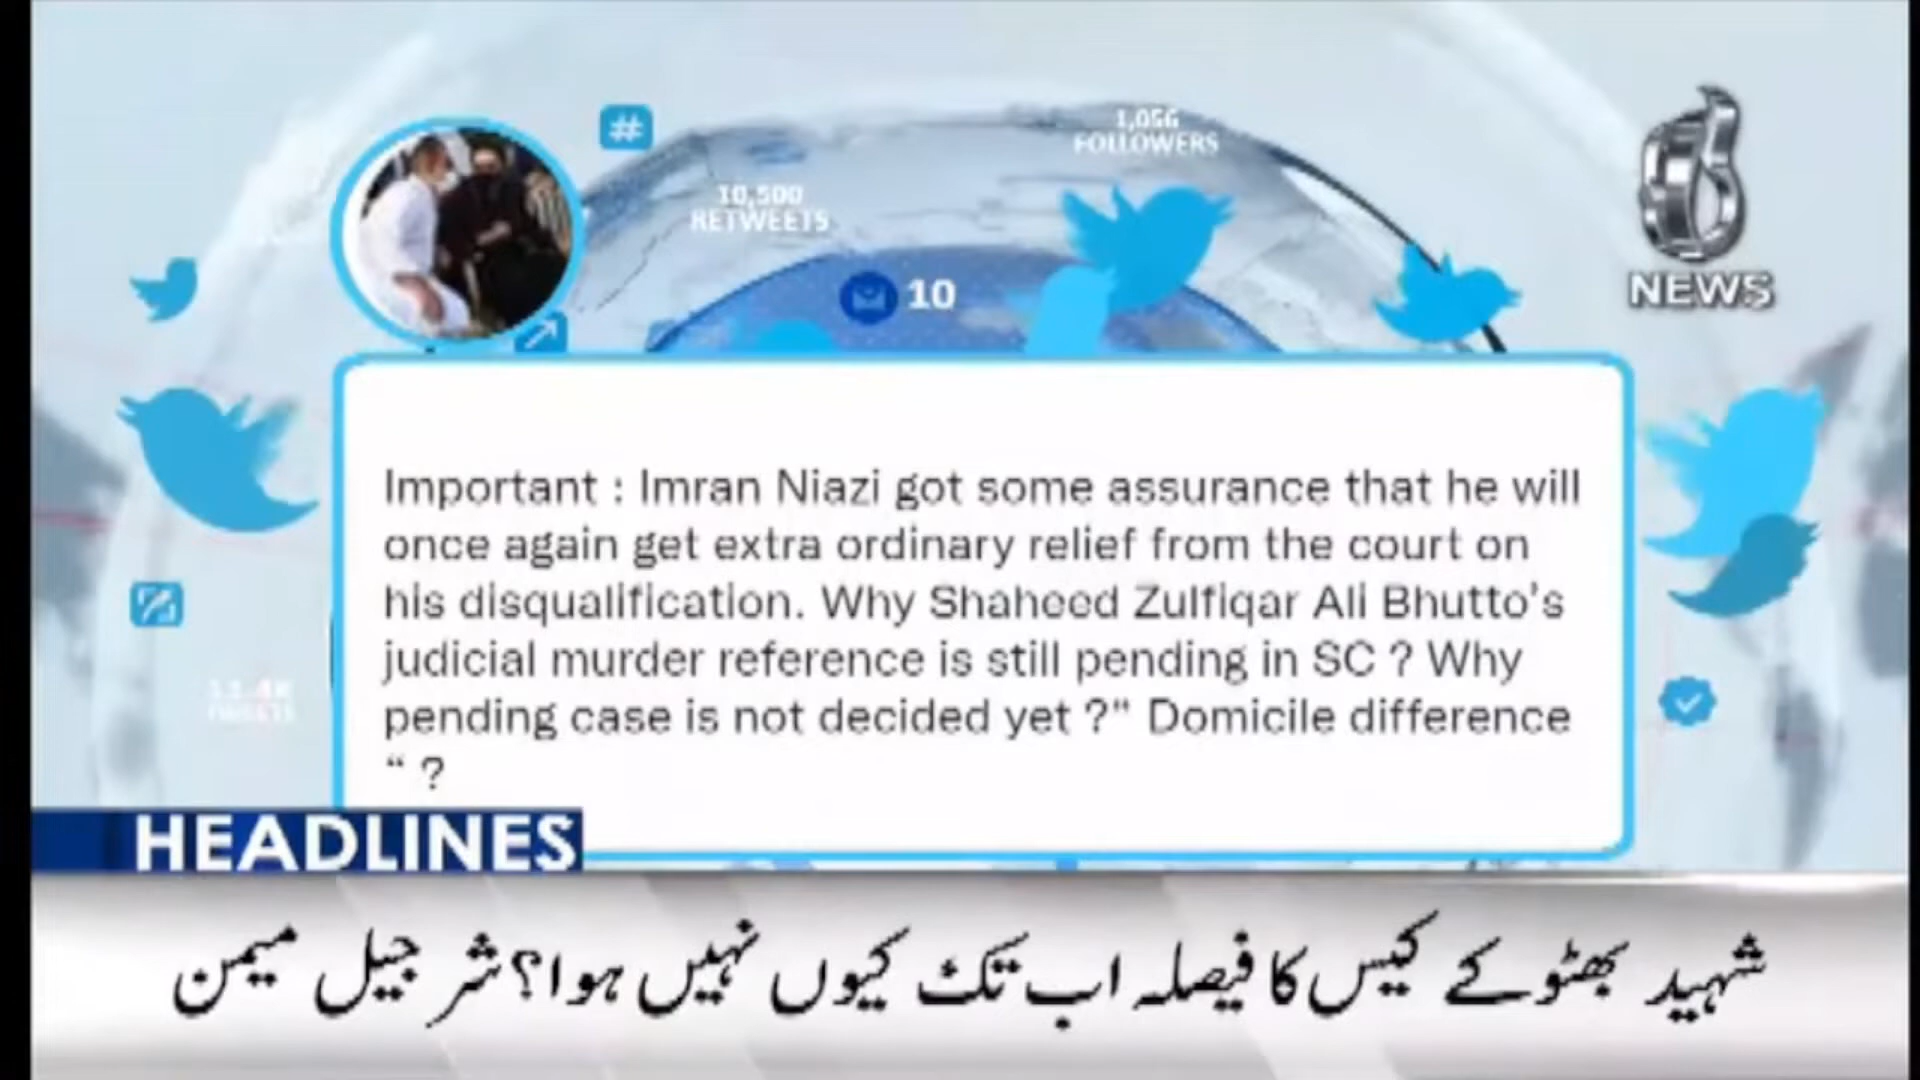 #
1,056
FOLLOWERS
10,500
RETWEETS
10
NEWS
Important : Imran Niazi got some assurance that he will
once again get extra ordinary relief from the court on
his disqualification. Why Shaheed Zulfiqar Ali Bhutto's
judicial murder reference is still pending in SC ? Why
pending case is not decided yet ?" Domicile difference
“ ?
HEADLINES
شہید بھٹو کے کیس کا فیصلہ اب تک کیوں نہیں ہوا؟ شرجیل میمن